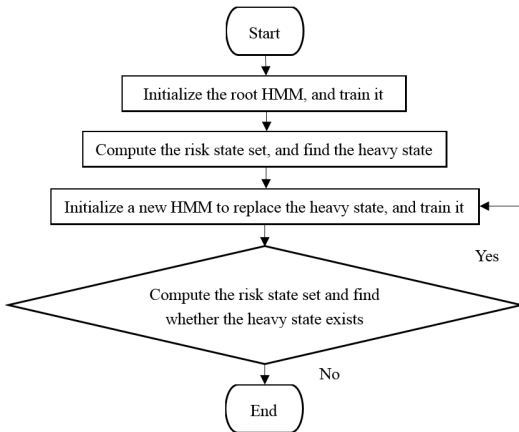 Start
Initialize the root HMM, and train it
Compute the risk state set, and find the heavy state
Initialize a new HMM to replace the heavy state, and train it
Yes
Compute the risk state set and find
whether the heavy state exists
No
End